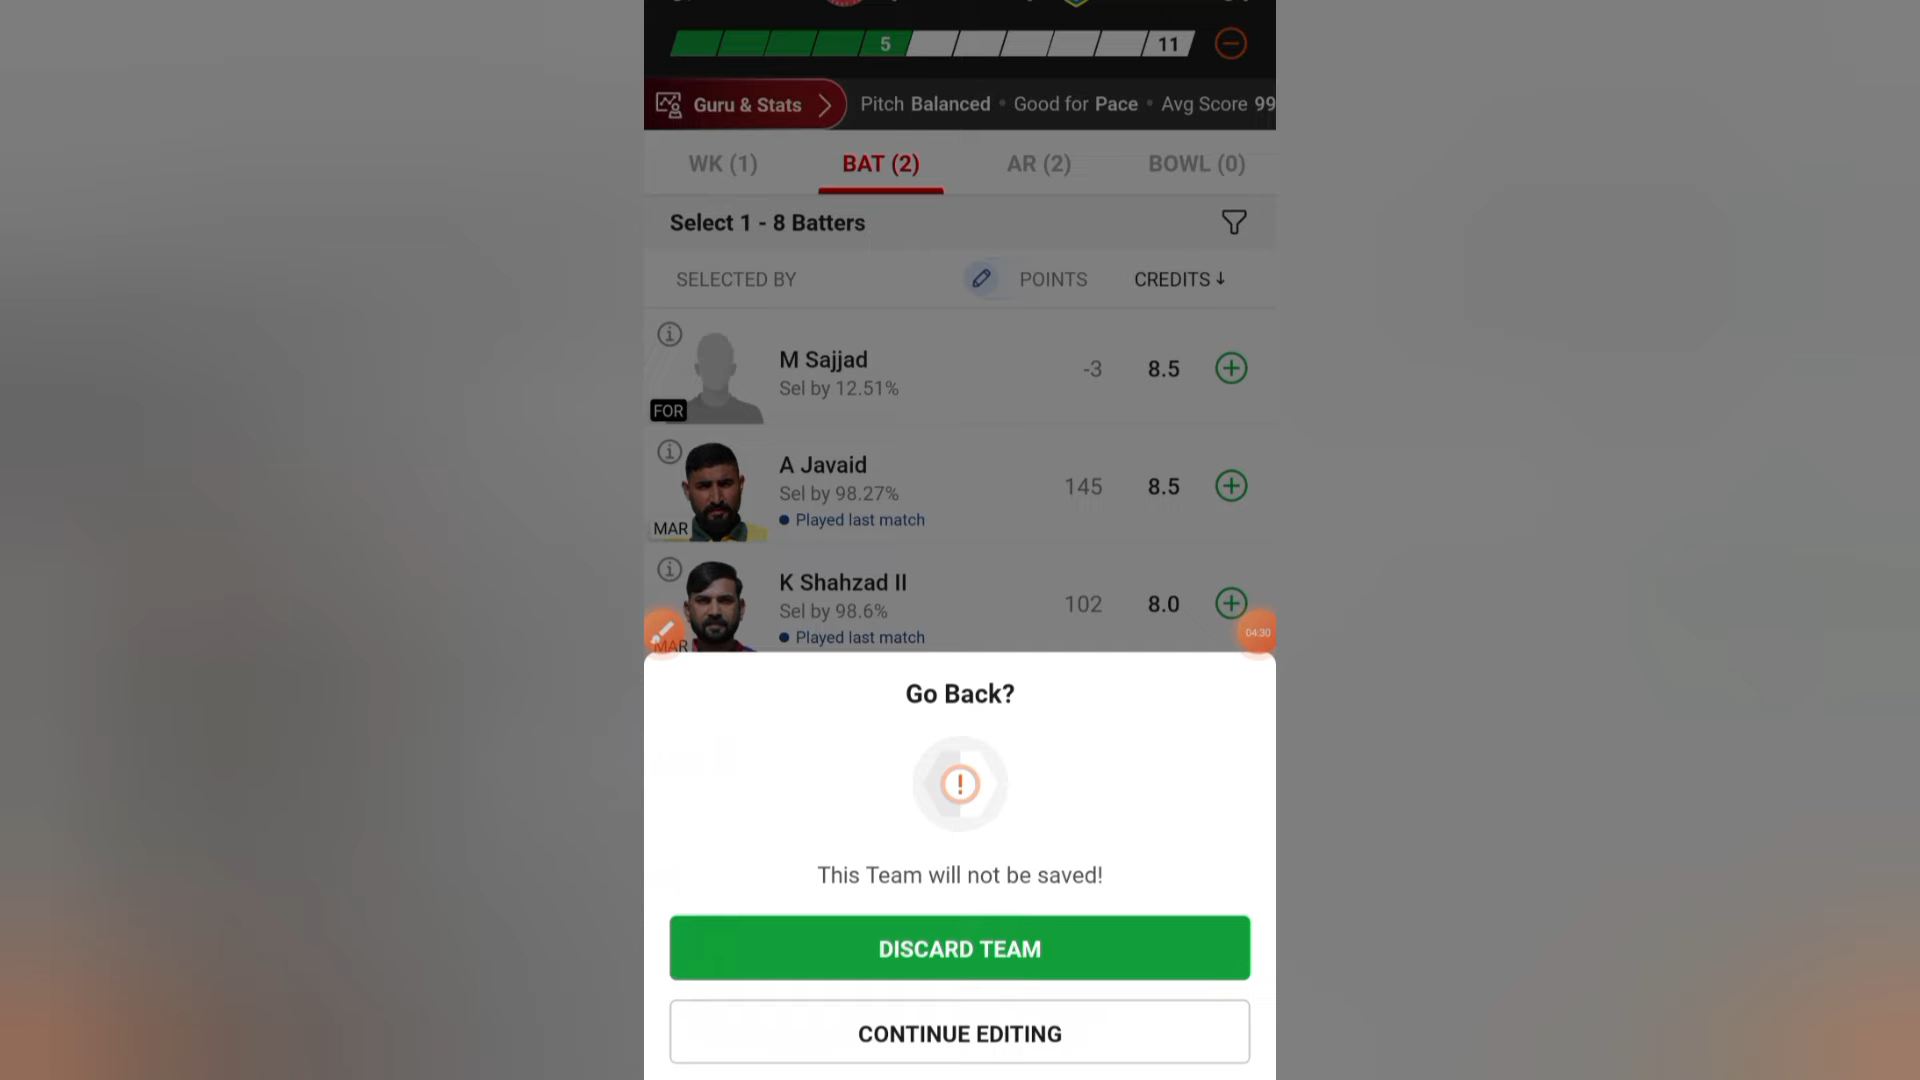 5
11
Guru & Stats
Pitch Balanced • Good for Pace • Avg Score 99
WK (1)
BAT (2)
AR (2)
BOWL (0)
Select 1 - 8 Batters
SELECTED BY
POINTS
CREDITS ↓
M Sajjad
Sel by 12.51%
-3
8.5
FOR
A Javaid
Sel by 98.27%
Played last match
145
8.5
MAR
K Shahzad II
Sel by 98.6%
Played last match
102
8.0
MAR
04:30
Go Back?
!
This Team will not be saved!
DISCARD TEAM
CONTINUE EDITING